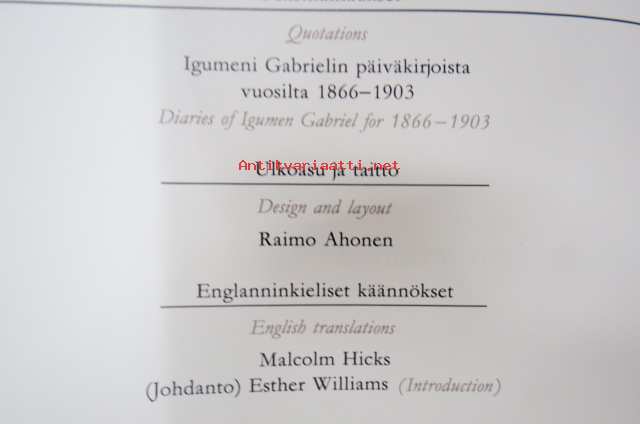 Quotations
Igumeni Gabrielin päiväkirjoista
vuosilta 1866–1903
Diaries of Igumen Gabriel for 1866–1903
Antikvariaatti.net
Ulkoasu ja taitto
Design and layout
Raimo Ahonen
Englanninkieliset käännökset
English translations
Malcolm Hicks
(Johdanto) Esther Williams (Introduction)